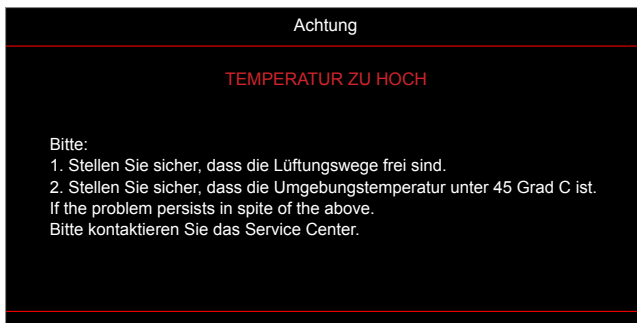 Achtung
TEMPERATUR ZU HOCH
Bitte:
1. Stellen Sie sicher, dass die Lüftungswege frei sind.
2. Stellen Sie sicher, dass die Umgebungstemperatur unter 45 Grad C ist.
If the problem persists in spite of the above.
Bitte kontaktieren Sie das Service Center.